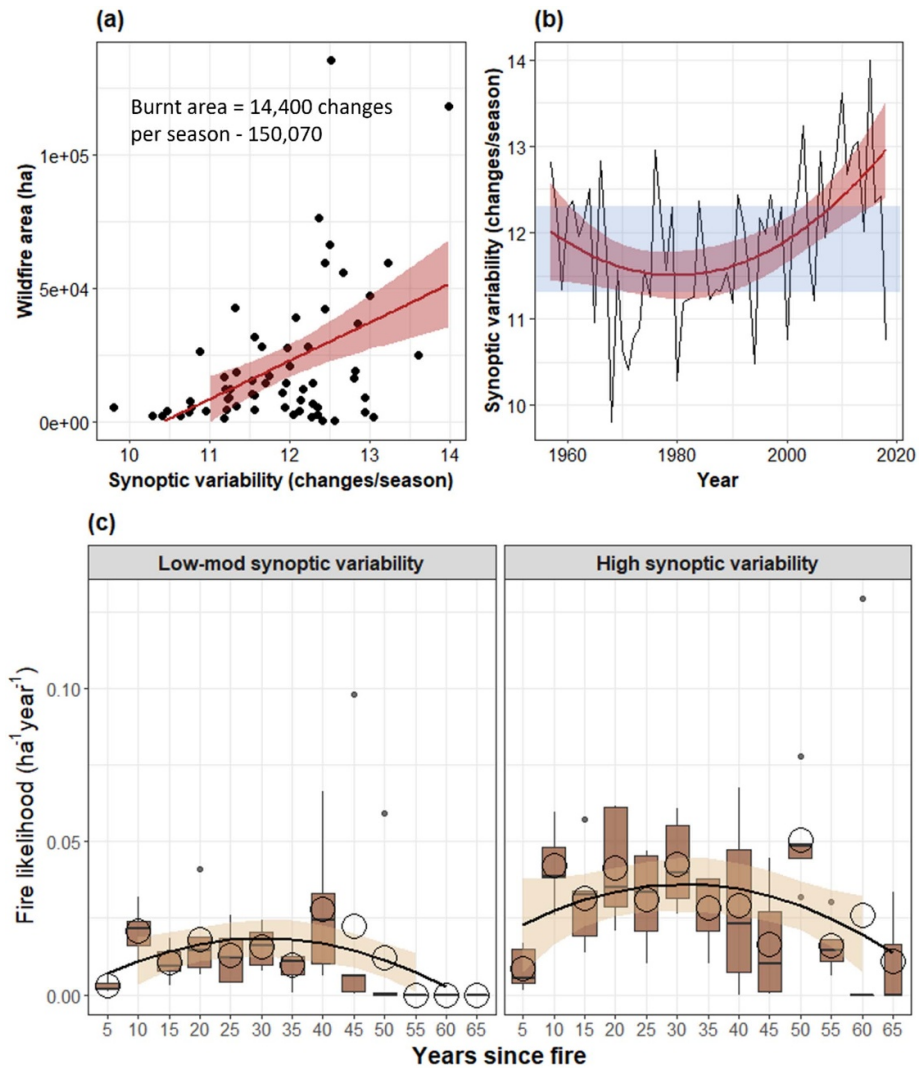 (a)
Burnt area = 14,400 changes
per season - 150,070
1e+05
5e+04
0e+00
Wildfire area (ha)
10 11 12 13 14
Synoptic variability (changes/season)
(b)
14
13
12
11
10
Synoptic variability (changes/season)
1960 1980 2000 2020
Year
(c)
Low-mod synoptic variability
High synoptic variability
0.10
0.05
0.00
Fire likelihood (ha-1year-1)
5 10 15 20 25 30 35 40 45 50 55 60 65
5 10 15 20 25 30 35 40 45 50 55 60 65
Years since fire